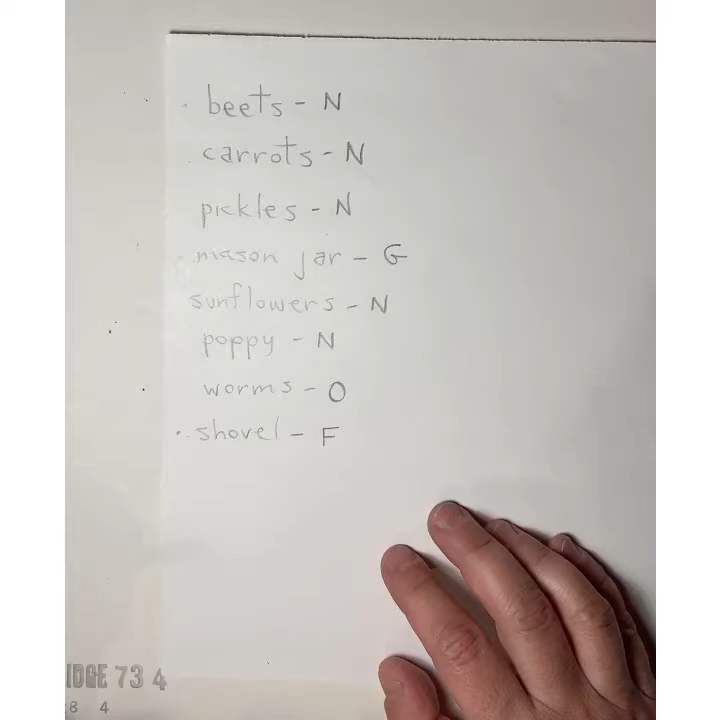 beets - N
carrots - N
pickles - N
mason jar - G
sunflowers - N
poppy - N
worms - O
shovel - F
IDGE 73 4
8 4